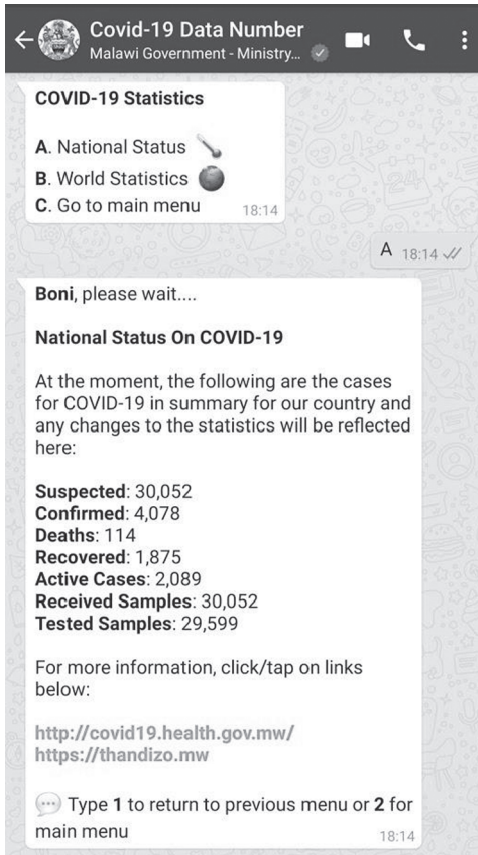 Covid-19 Data Number
Malawi Government - Ministry...
COVID-19 Statistics
A. National Status
B. World Statistics
C. Go to main menu
18:14
A 18:14
Boni, please wait....
National Status On COVID-19
At the moment, the following are the cases
for COVID-19 in summary for our country and
any changes to the statistics will be reflected
here:
Suspected: 30,052
Confirmed: 4,078
Deaths: 114
Recovered: 1,875
Active Cases: 2,089
Received Samples: 30,052
Tested Samples: 29,599
For more information, click/tap on links
below:
http://covid19.health.gov.mw/
https://thandizo.mw
Type 1 to return to previous menu or 2 for
main menu
18:14